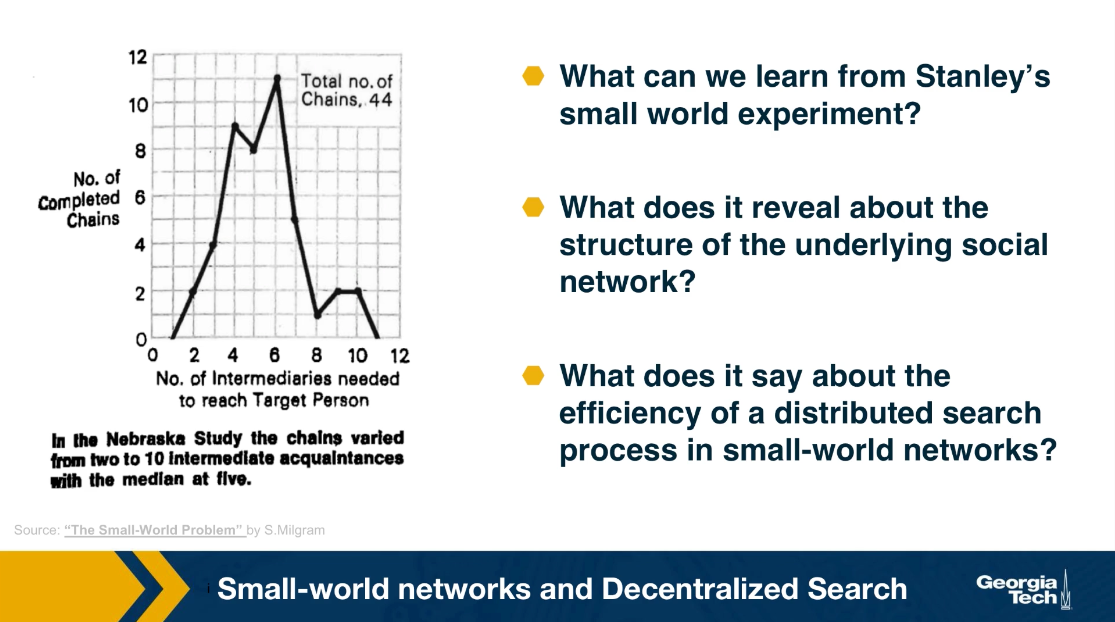 12
10
8
6
4
2
0
No. of
Completed
Chains
Total no. of
Chains, 44
0 2 4 6 8 10 12
No. of Intermediaries needed
to reach Target Person
In the Nebraska Study the chains varied
from two to 10 intermediate acquaintances
with the median at five.
What can we learn from Stanley’s
small world experiment?
What does it reveal about the
structure of the underlying social
network?
What does it say about the
efficiency of a distributed search
process in small-world networks?
Source: “The Small-World Problem” by S.Milgram
Small-world networks and Decentralized Search
Georgia
Tech